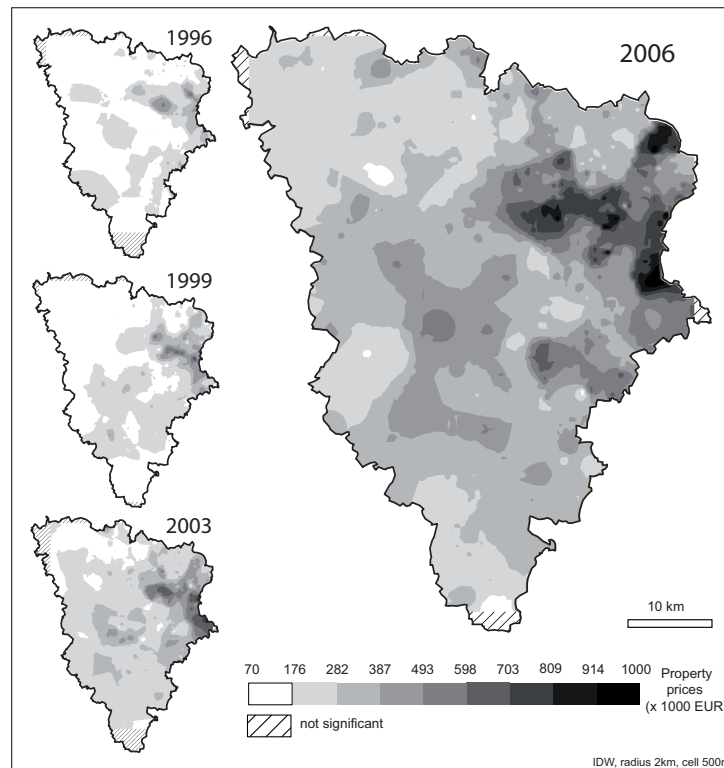 1996
2006
1999
2003
10 km
70 176 282 387 493 598 703 809 914 1000
Property
prices
(x 1000 EUR
not significant
IDW, radius 2km, cell 500m